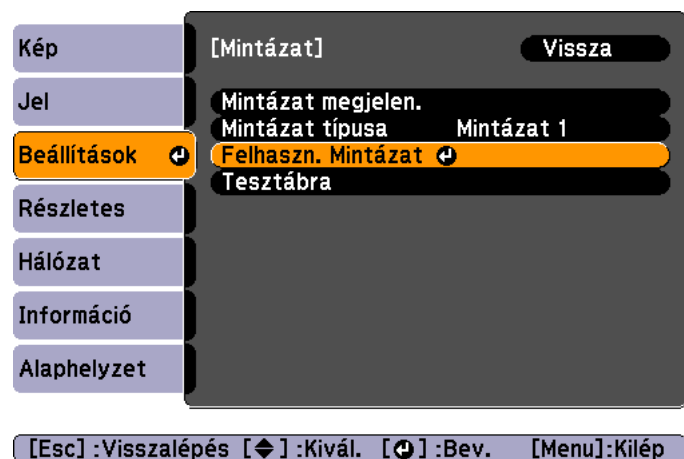 Kép
Jel
Beállítások
Részletes
Hálózat
Információ
Alaphelyzet
[Mintázat] Vissza
Mintázat megjelen.
Mintázat típusa Mintázat 1
Felhaszn. Mintázat
Tesztábra
[Esc] :Visszalépés [ ] :Kivál. [ ] :Bev. [Menu]:Kilép